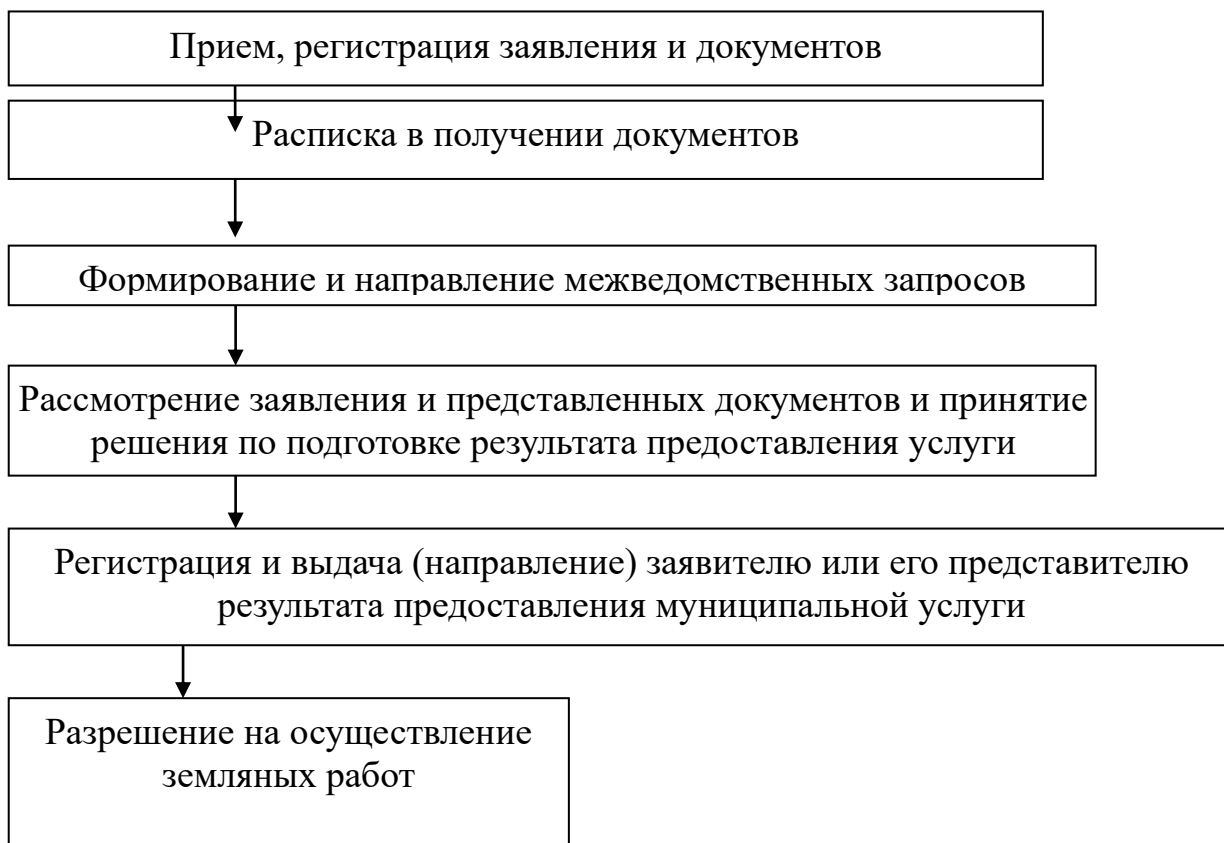 Прием, регистрация заявления и документов
Расписка в получении документов
Формирование и направление межведомственных запросов
Рассмотрение заявления и представленных документов и принятие
решения по подготовке результата предоставления услуги
Регистрация и выдача (направление) заявителю или его представителю
результата предоставления муниципальной услуги
Разрешение на осуществление
земляных работ